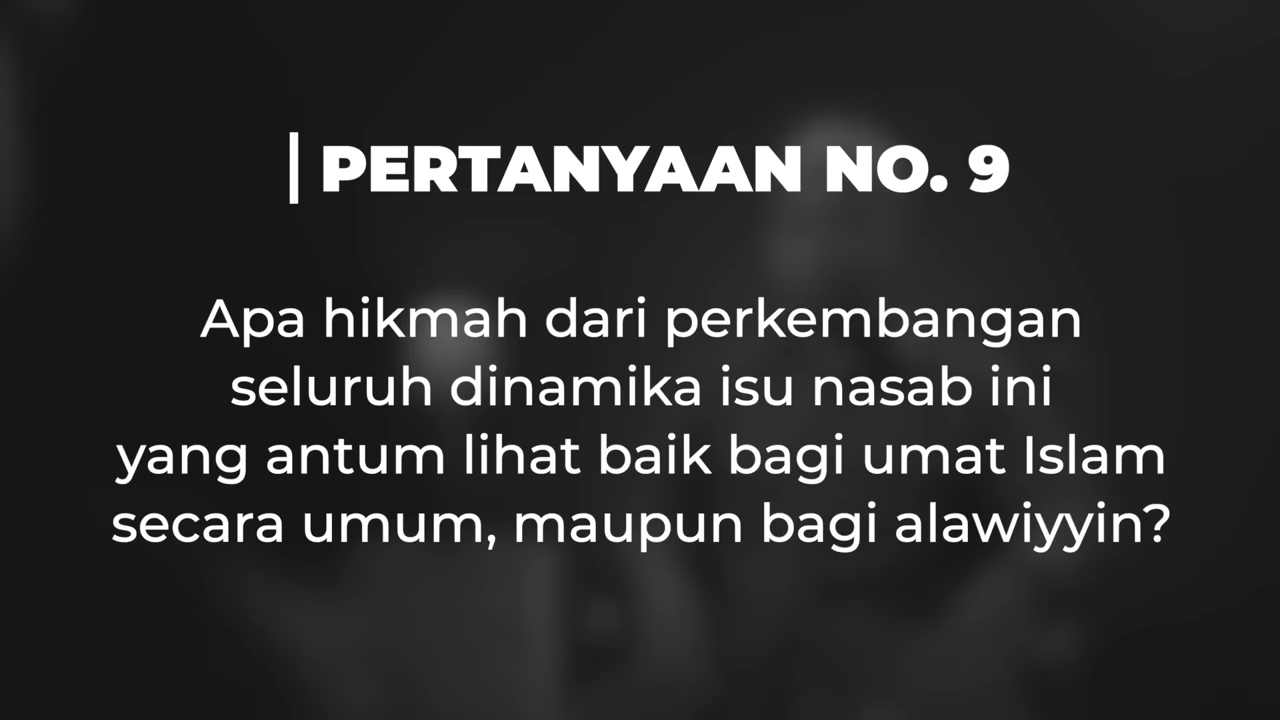 | PERTANYAAN NO. 9
Apa hikmah dari perkembangan
seluruh dinamika isu nasab ini
yang antum lihat baik bagi umat Islam
secara umum, maupun bagi alawiyyin?